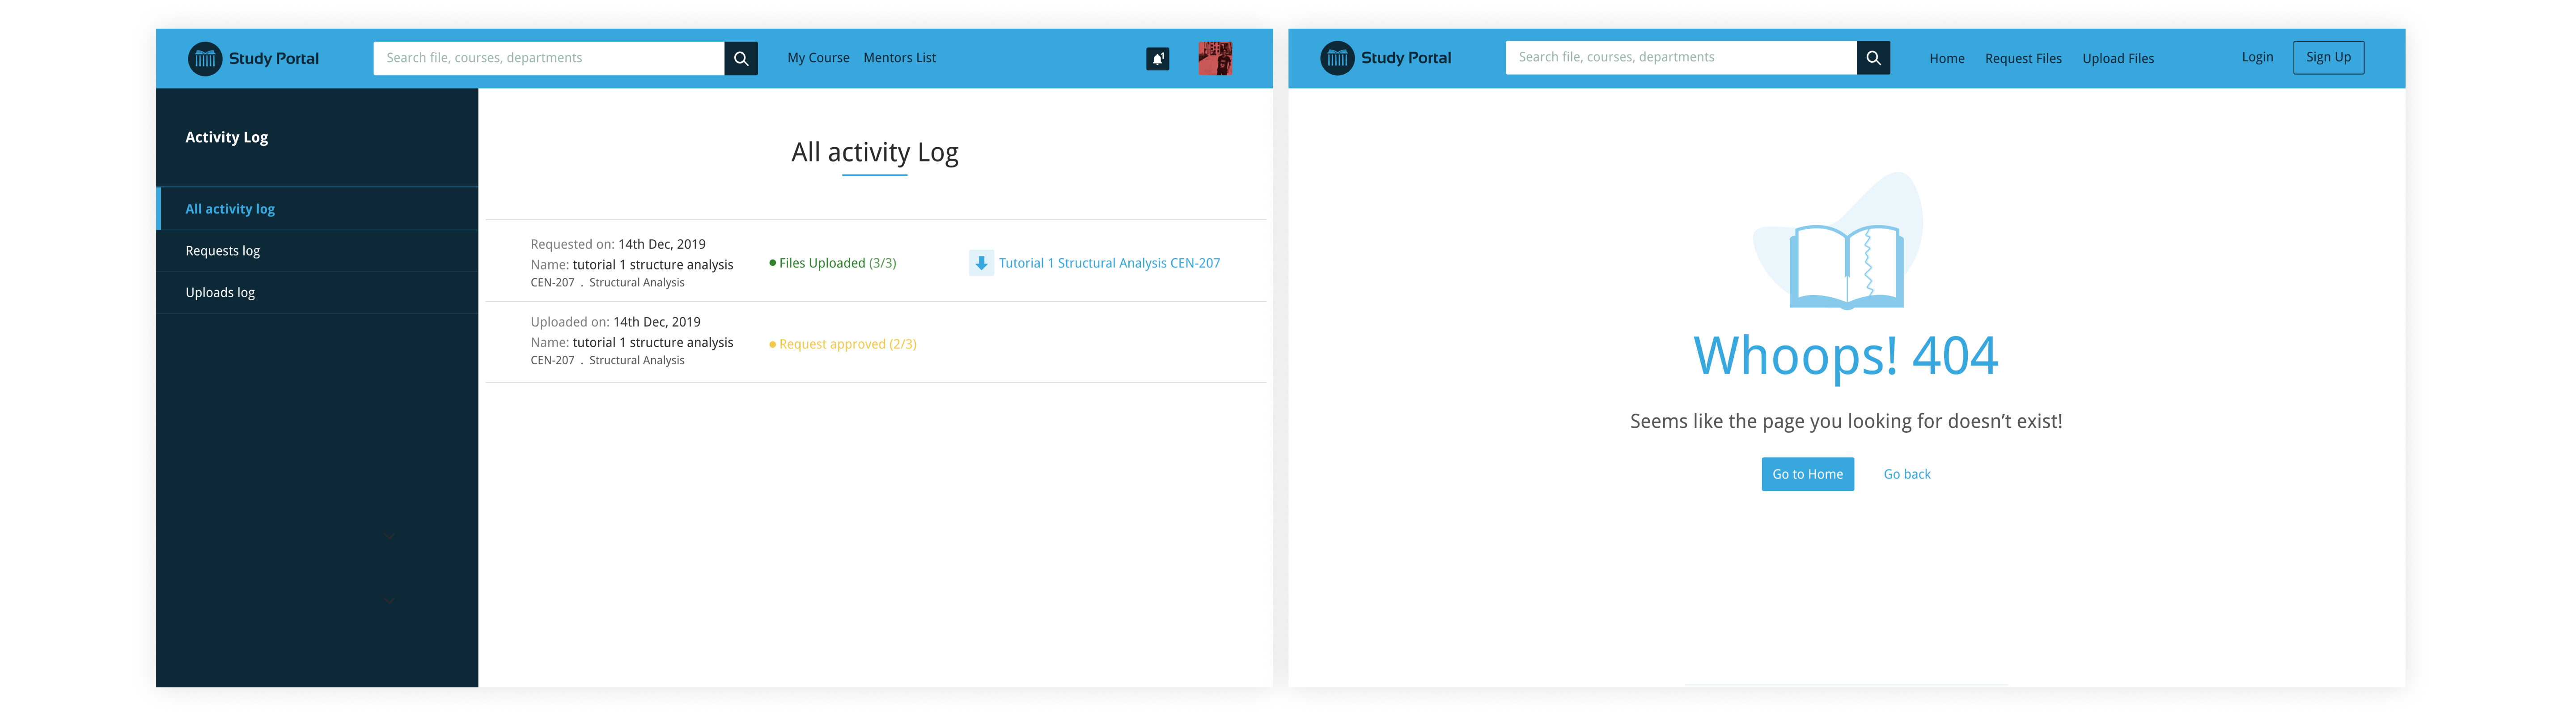 Study Portal
Search file, courses, departments
My Course Mentors List
1
Activity Log
All activity log
Requests log
Uploads log
All activity Log
Requested on: 14th Dec, 2019
Name: tutorial 1 structure analysis
CEN-207 . Structural Analysis
Files Uploaded (3/3)
Tutorial 1 Structural Analysis CEN-207
Uploaded on: 14th Dec, 2019
Name: tutorial 1 structure analysis
CEN-207 . Structural Analysis
Request approved (2/3)
Study Portal
Search file, courses, departments
Home Request Files Upload Files
Login Sign Up
Whoops! 404
Seems like the page you looking for doesn’t exist!
Go to Home Go back